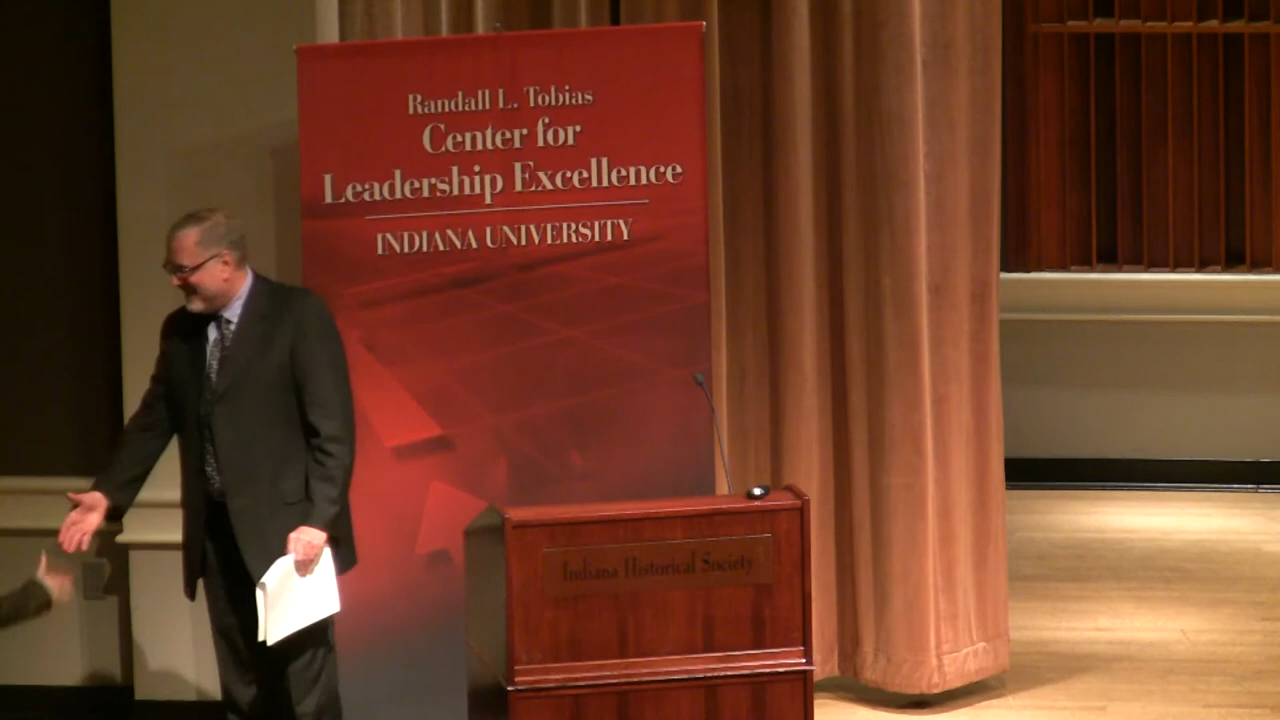 Randall L. Tobias
Center for
Leadership Excellence
INDIANA UNIVERSITY
Indiana Historical Society